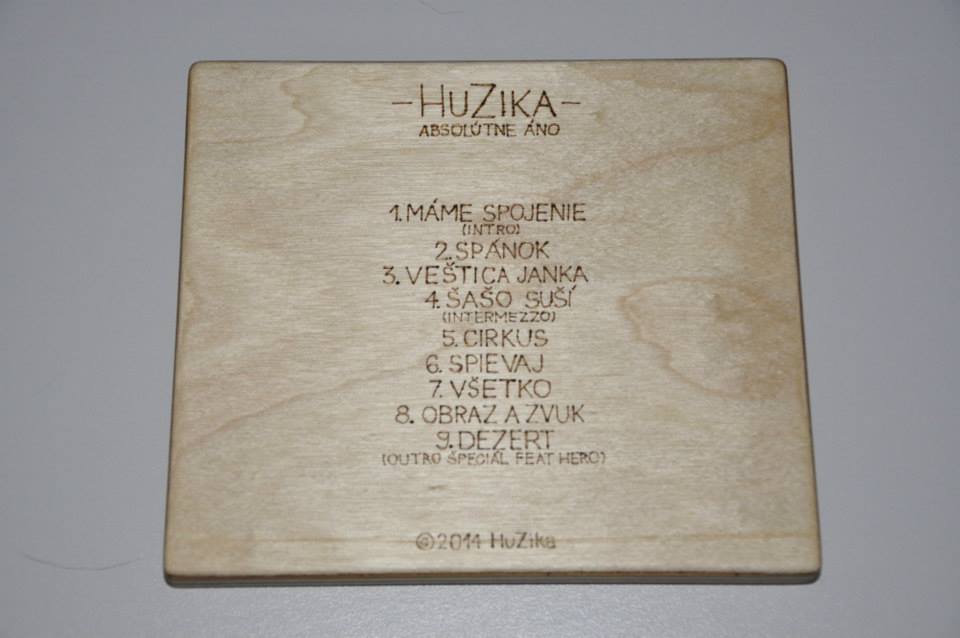 -HuZIKA-
ABSOLÚTNE ÁNO
1. MÁME SPOJENIE
(INTRO)
2. SPÁNOK
3. VEŠTICA JANKA
4. ŠAŠO SUŠÍ
(INTERMEZZO)
5. CIRKUS
6. SPIEVAJ
7. VŠETKO
8. OBRAZ A ZVUK
9. DEZERT
(OUTRO ŠPECIÁL FEAT HERO)
©2014 HuZika